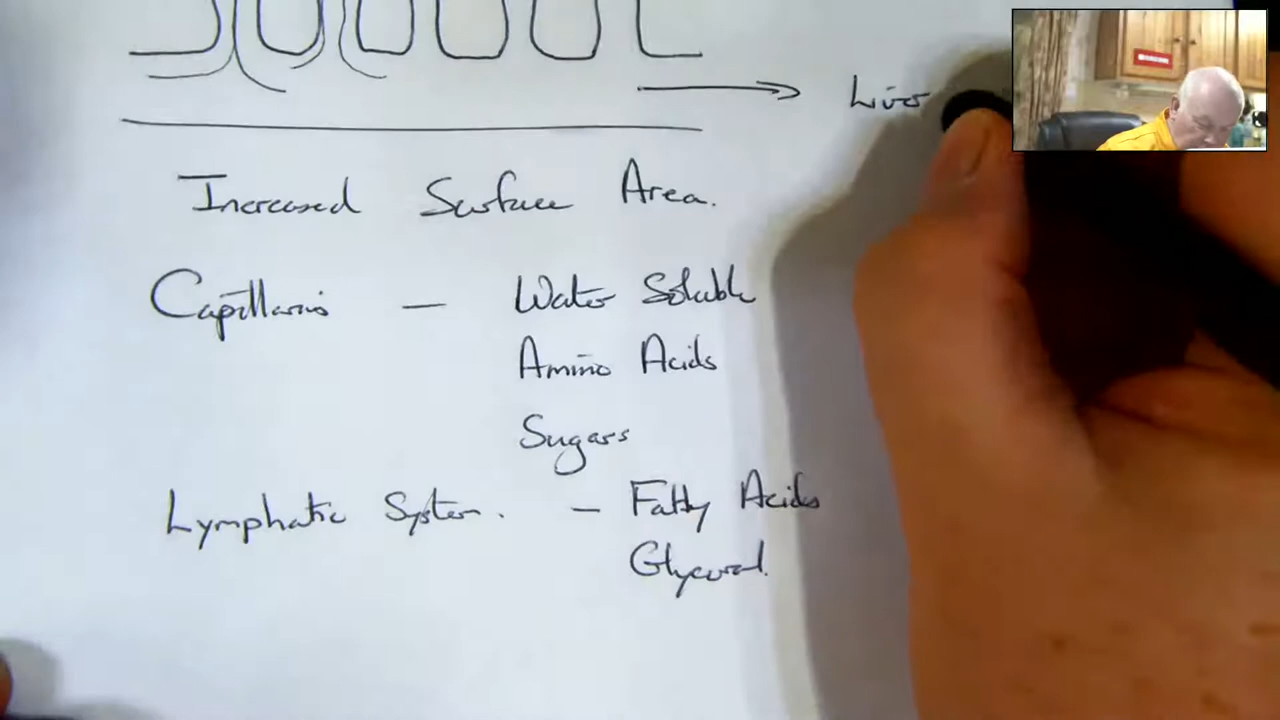 Liver
Increased Surface Area.
Capillaries — Water Soluble
Amino Acids
Sugars
Lymphatic System. — Fatty Acids
Glycerol.